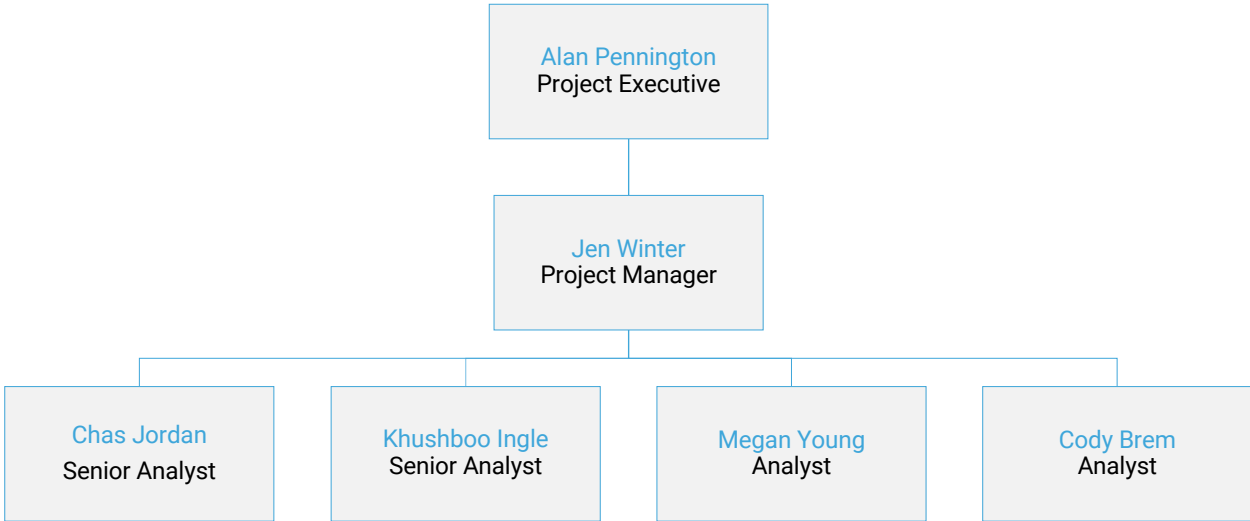 Alan Pennington
Project Executive
Jen Winter
Project Manager
Chas Jordan
Senior Analyst
Khushboo Ingle
Senior Analyst
Megan Young
Analyst
Cody Brem
Analyst